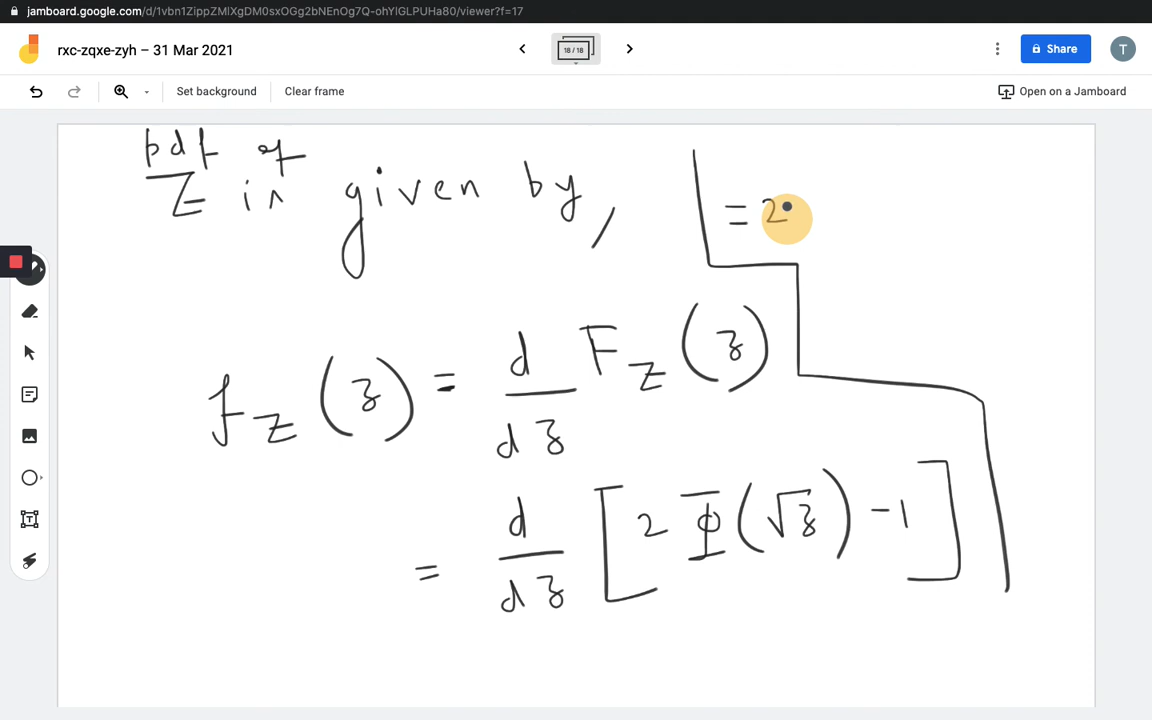 jamboard.google.com/d/1vbn1ZippZMlXgDM0sxOGg2bNEnOg7Q-ohYlGLPUHa80/viewer?f=17
rxc-zqxe-zyh – 31 Mar 2021
18 / 18
Share
T
Set background
Clear frame
Open on a Jamboard
pdf of
Z is given by,
= 2
f_Z(z) = d/dz F_Z(z)
= d/dz [2 Φ(√z) - 1]